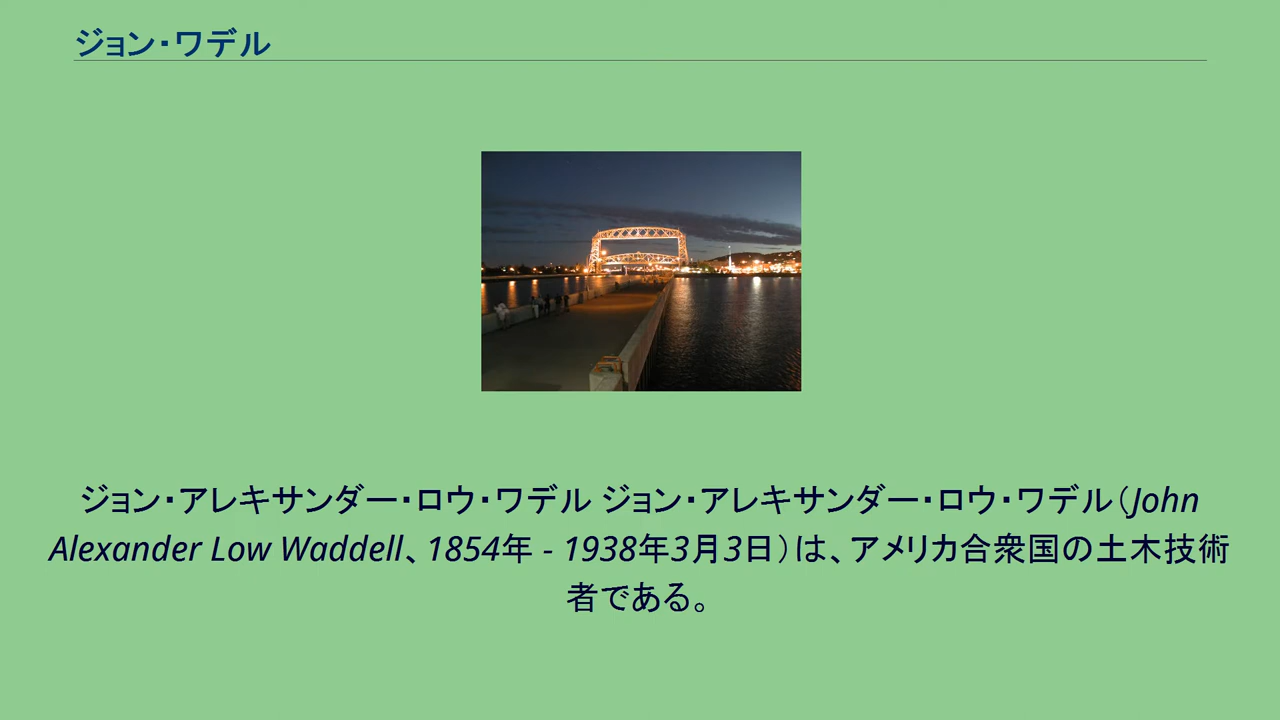 ジョン・ワデル
ジョン・アレキサンダー・ロウ・ワデル ジョン・アレキサンダー・ロウ・ワデル（John
Alexander Low Waddell、1854年 - 1938年3月3日）は、アメリカ合衆国の土木技術
者である。